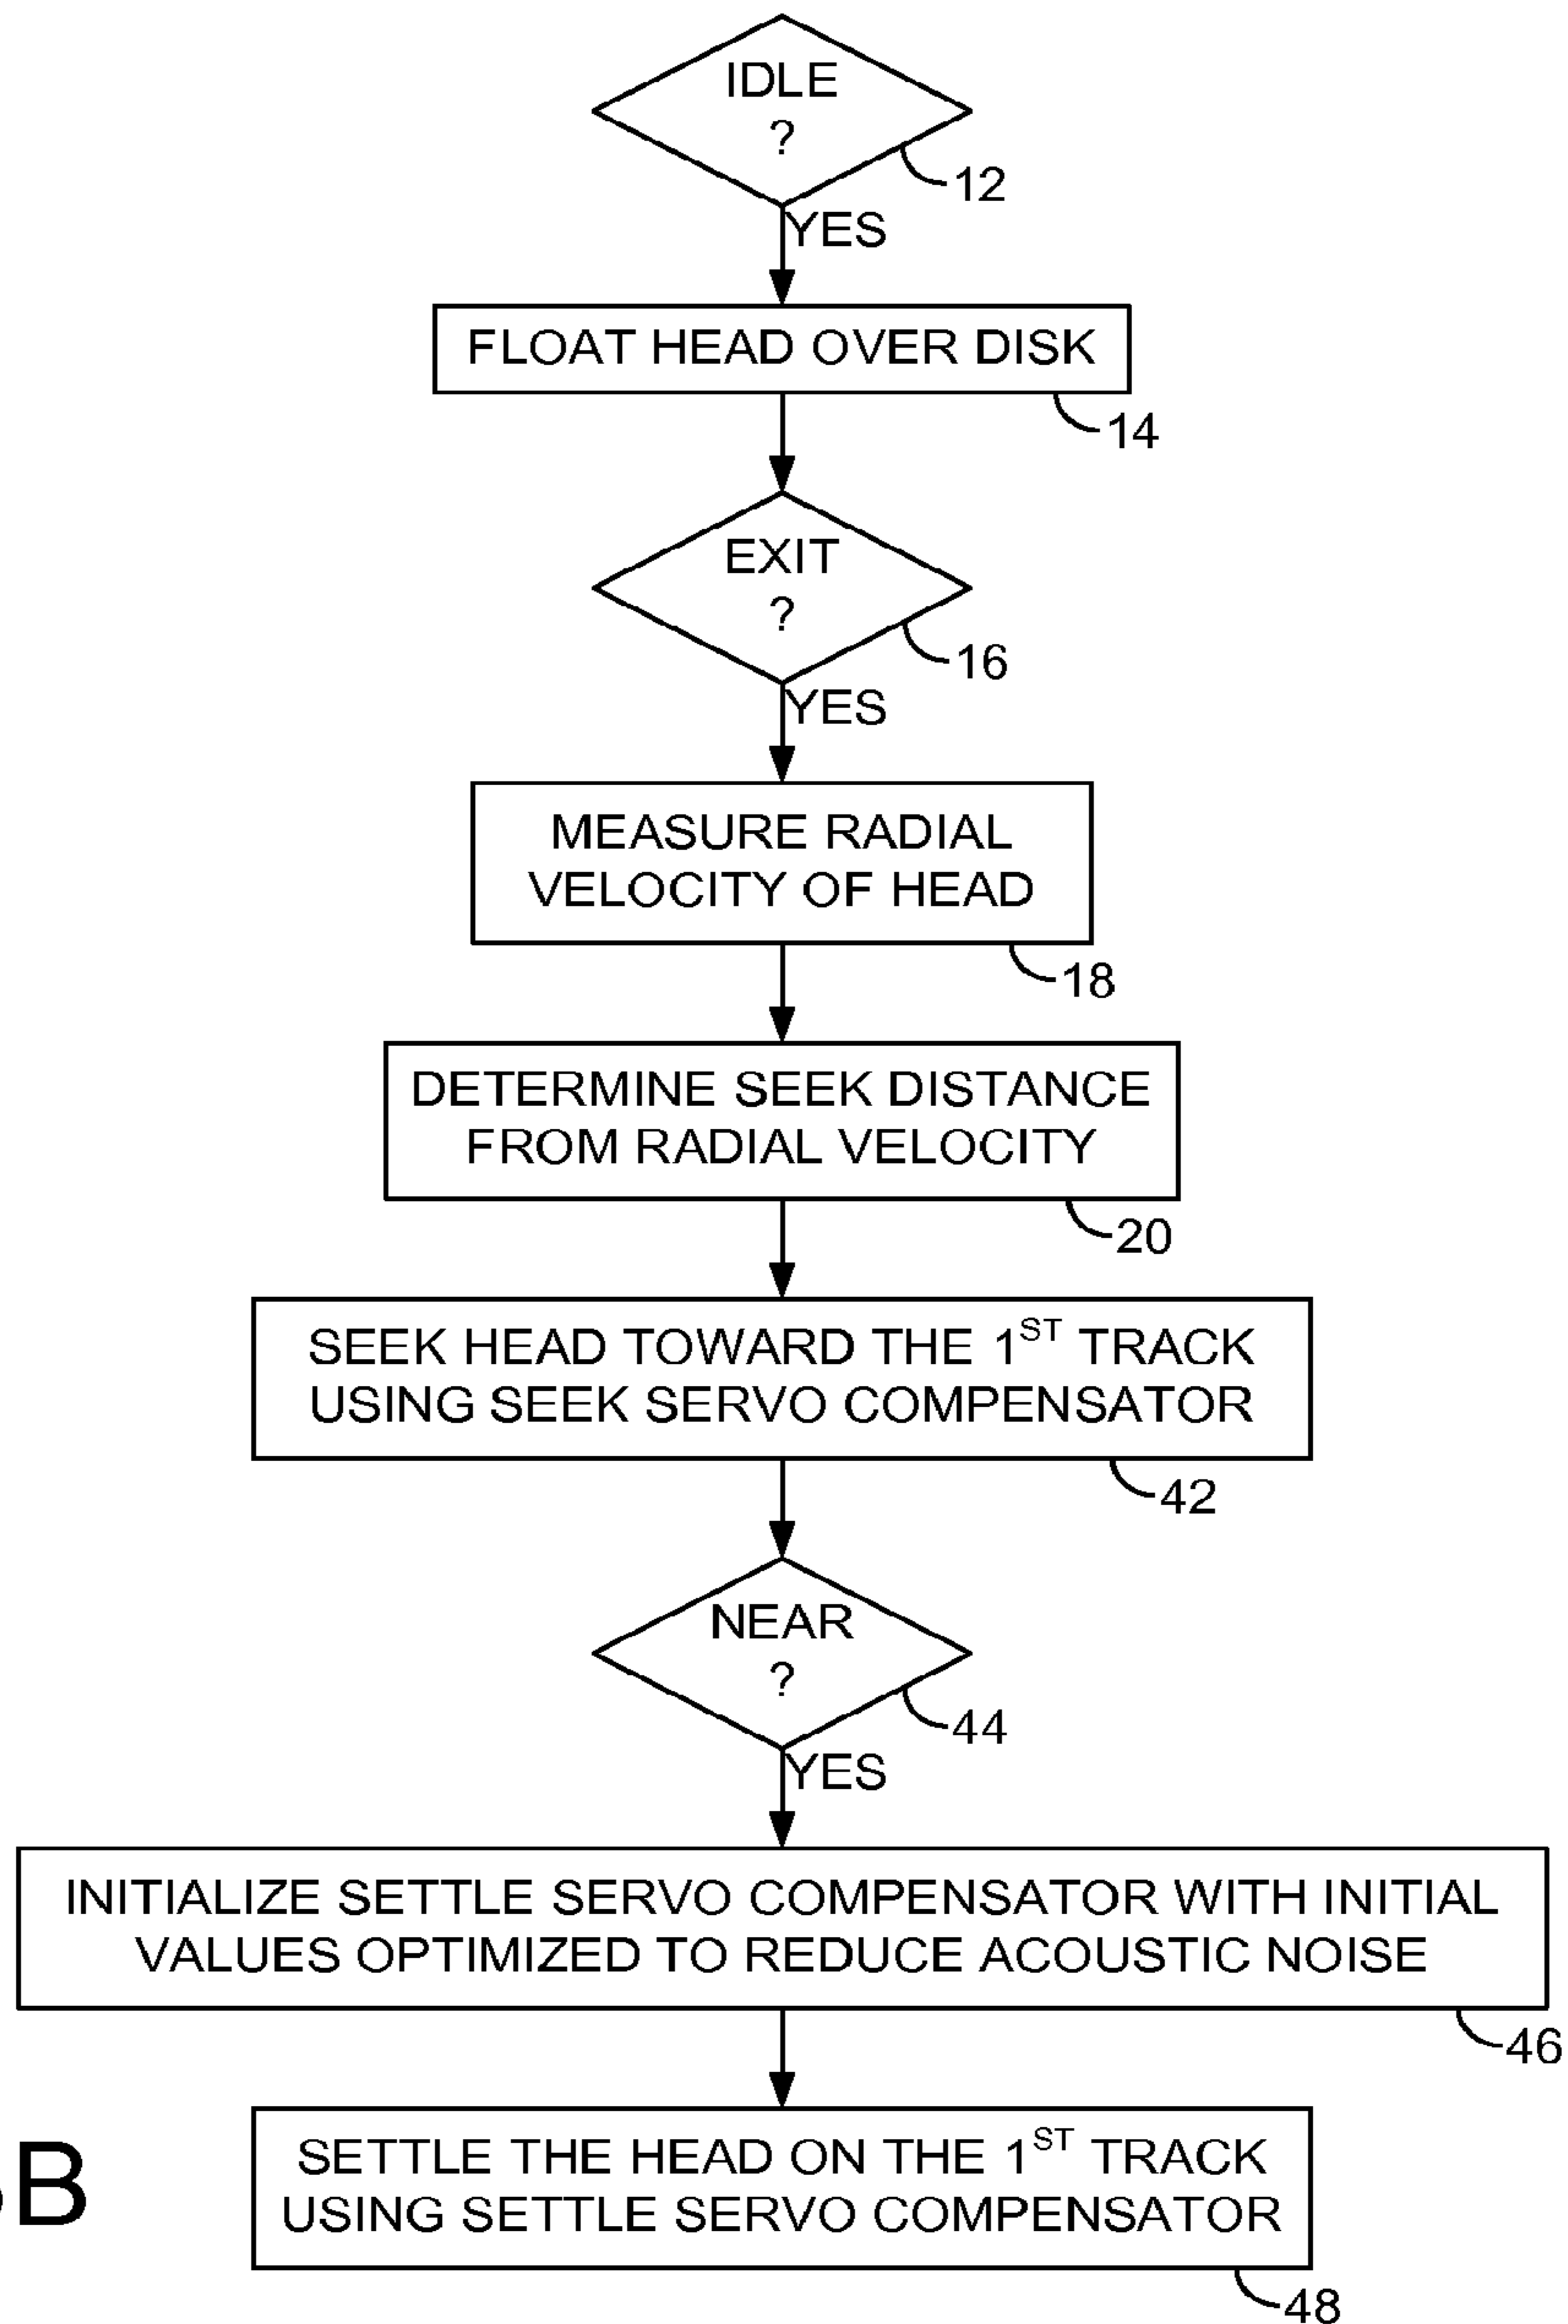 IDLE
?
12
YES
FLOAT HEAD OVER DISK
14
EXIT
?
16
YES
MEASURE RADIAL
VELOCITY OF HEAD
18
DETERMINE SEEK DISTANCE
FROM RADIAL VELOCITY
20
SEEK HEAD TOWARD THE 1ST TRACK
USING SEEK SERVO COMPENSATOR
42
NEAR
?
44
YES
INITIALIZE SETTLE SERVO COMPENSATOR WITH INITIAL
VALUES OPTIMIZED TO REDUCE ACOUSTIC NOISE
46
SETTLE THE HEAD ON THE 1ST TRACK
USING SETTLE SERVO COMPENSATOR
48
B